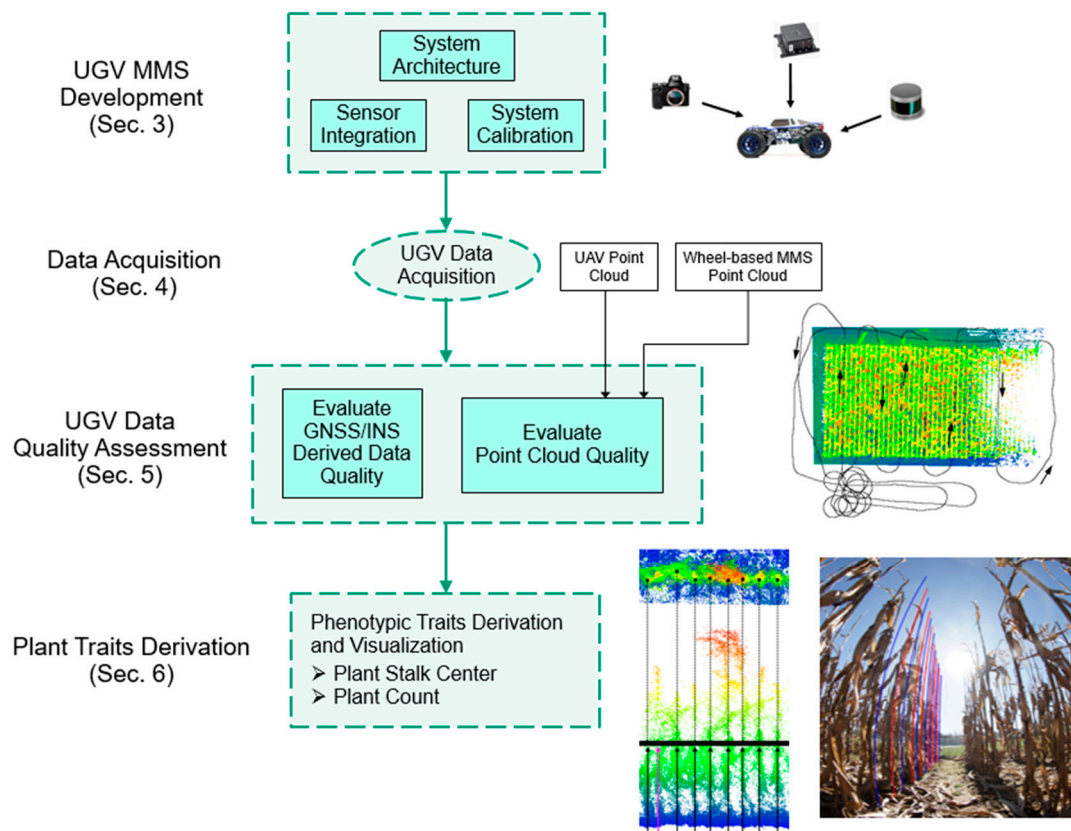 UGV MMS
Development
(Sec. 3)
System
Architecture
Sensor
Integration
System
Calibration
Data Acquisition
(Sec. 4)
UGV Data
Acquisition
UAV Point
Cloud
Wheel-based MMS
Point Cloud
UGV Data
Quality Assessment
(Sec. 5)
Evaluate
GNSS/INS
Derived Data
Quality
Evaluate
Point Cloud Quality
Plant Traits Derivation
(Sec. 6)
Phenotypic Traits Derivation
and Visualization
➢ Plant Stalk Center
➢ Plant Count